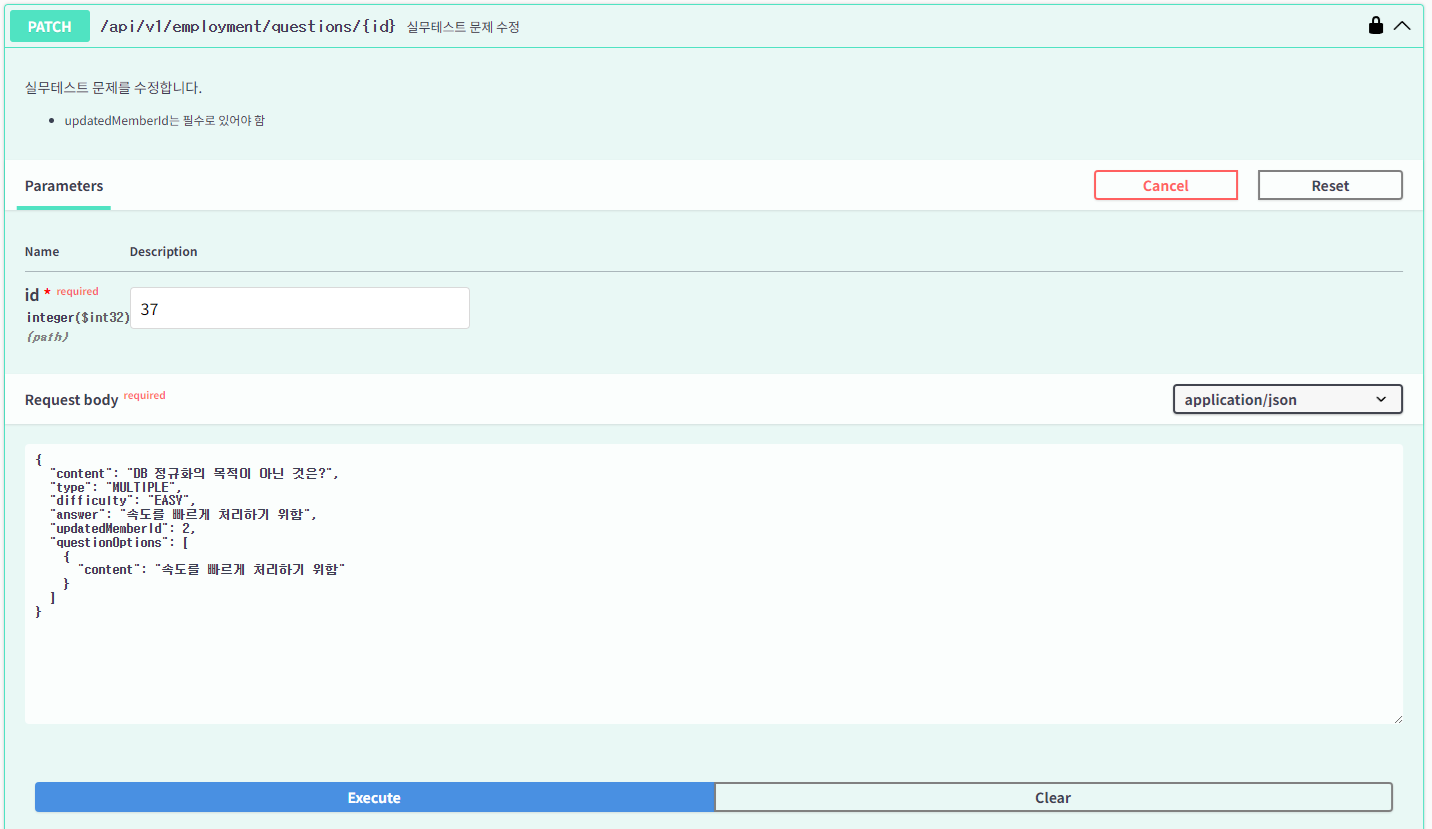 PATCH /api/v1/employment/questions/{id} 실무테스트 문제 수정
실무테스트 문제를 수정합니다.
updatedMemberId는 필수로 있어야 함
Parameters
Cancel
Reset
Name Description
id * required
integer($int32)
(path)
37
Request body required
application/json
{
"content": "DB 정규화의 목적이 아닌 것은?",
"type": "MULTIPLE",
"difficulty": "EASY",
"answer": "속도를 빠르게 처리하기 위함",
"updatedMemberId": 2,
"questionOptions": [
{
"content": "속도를 빠르게 처리하기 위함"
}
]
}
Execute
Clear